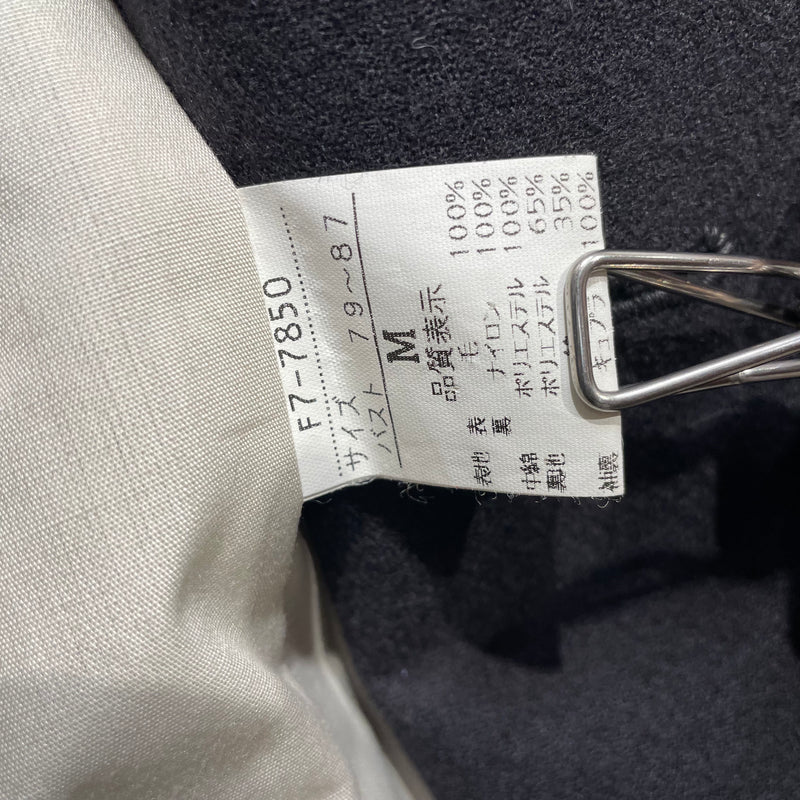 F7-7850
サイズ
バスト 79～87
M
品質表示
表地 表 毛 100%
裏 ナイロン 100%
中綿 ポリエステル 100%
裏地 ポリエステル 65%
35%
袖裏 キュプラ 100%